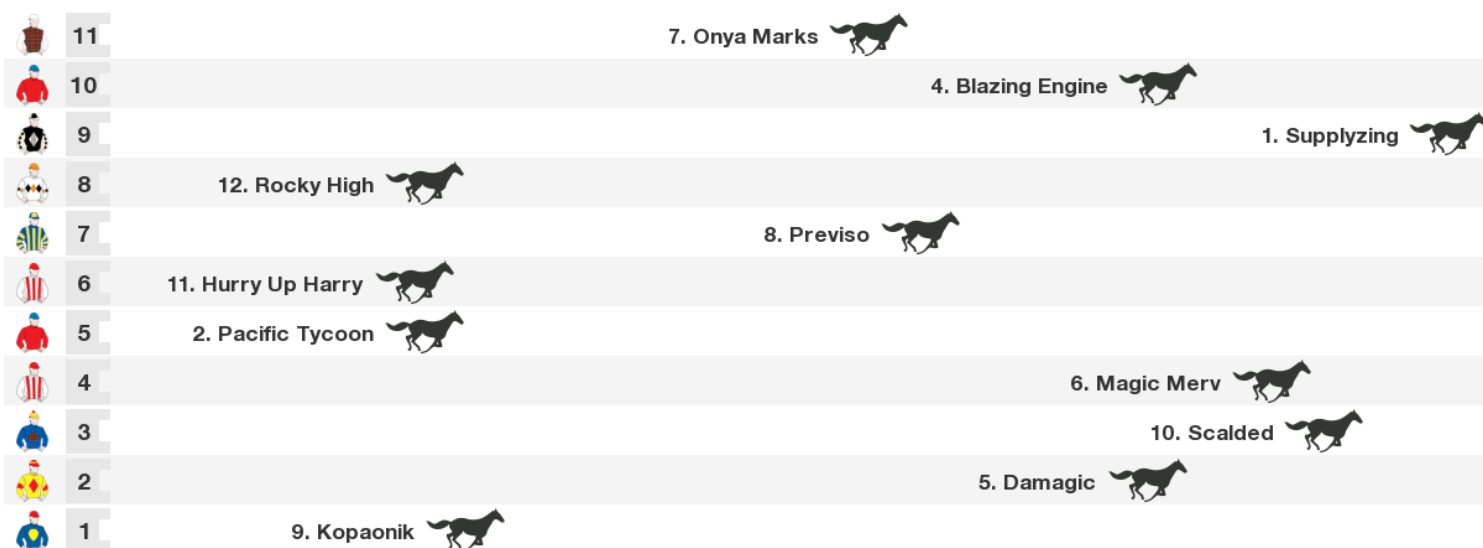 11 7. Onya Marks
10 4. Blazing Engine
9 1. Supplyzing
8 12. Rocky High
7 8. Previso
6 11. Hurry Up Harry
5 2. Pacific Tycoon
4 6. Magic Merv
3 10. Scalded
2 5. Damagic
1 9. Kopaonik